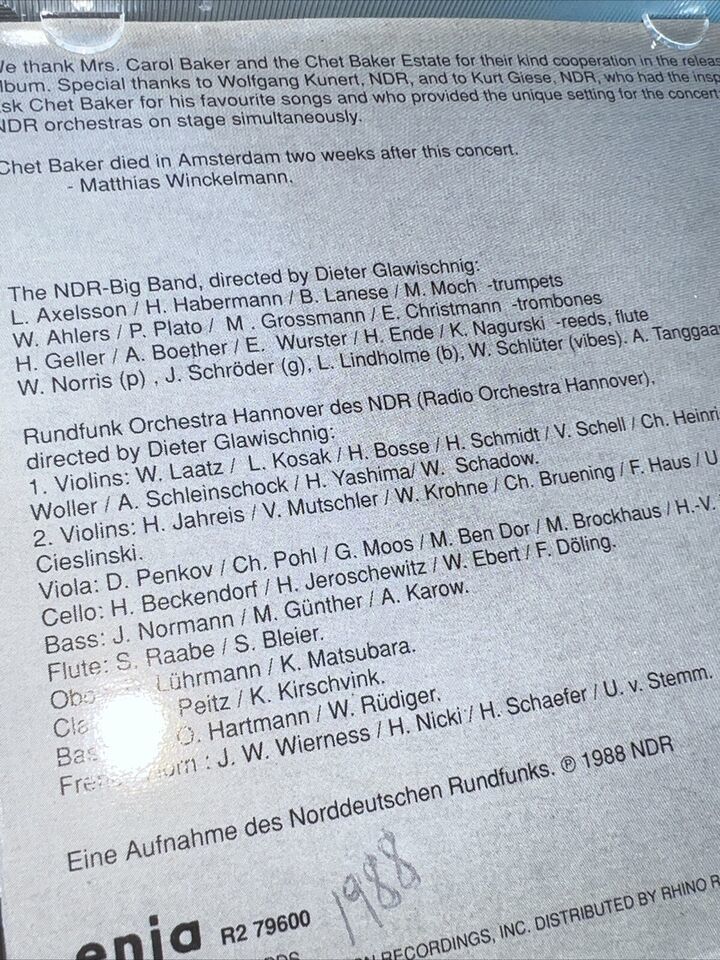 We thank Mrs. Carol Baker and the Chet Baker Estate for their kind cooperation in the
album. Special thanks to Wolfgang Kunert, NDR, and to Kurt Giese, NDR, who had the
ask Chet Baker for his favourite songs and who provided the unique setting for the concert
NDR orchestras on stage simultaneously.
Chet Baker died in Amsterdam two weeks after this concert.
- Matthias Winckelmann.
The NDR-Big Band, directed by Dieter Glawischnig:
L. Axelsson / H. Habermann / B. Lanese / M. Moch -trumpets
W. Ahlers / P. Plato / M . Grossmann / E. Christmann -trombones
H. Geller / A. Boether / E. Wurster / H. Ende / K. Nagurski -reeds, flute
W. Norris (p) , J. Schröder (g), L. Lindholme (b), W. Schlüter (vibes). A.
Rundfunk Orchestra Hannover des NDR (Radio Orchestra Hannover),
directed by Dieter Glawischnig:
1. Violins: W. Laatz / L. Kosak / H. Bosse / H. Schmidt / V. Schell / Ch.
Woller / A. Schleinschock / H. Yashima/ W. Schadow.
2. Violins: H. Jahreis / V. Mutschler / W. Krohne / Ch. Bruening / F. Haus / U
Cieslinski.
Viola: D. Penkov / Ch. Pohl / G. Moos / M. Ben Dor / M. Brockhaus / H.-V.
Cello: H. Beckendorf / H. Jeroschewitz / W. Ebert / F. Döling.
Bass: J. Normann / M. Günther / A. Karow.
Flute: S. Raabe / S. Bleier.
Lührmann / K. Matsubara.
Peitz / K. Kirschvink.
O. Hartmann / W. Rüdiger.
: J. W. Wierness / H. Nicki / H. Schaefer / U. v. Stemm.
Eine Aufnahme des Norddeutschen Rundfunks. ℗ 1988 NDR
1988
enja R2 79600
RECORDINGS, INC. DISTRIBUTED BY RHINO